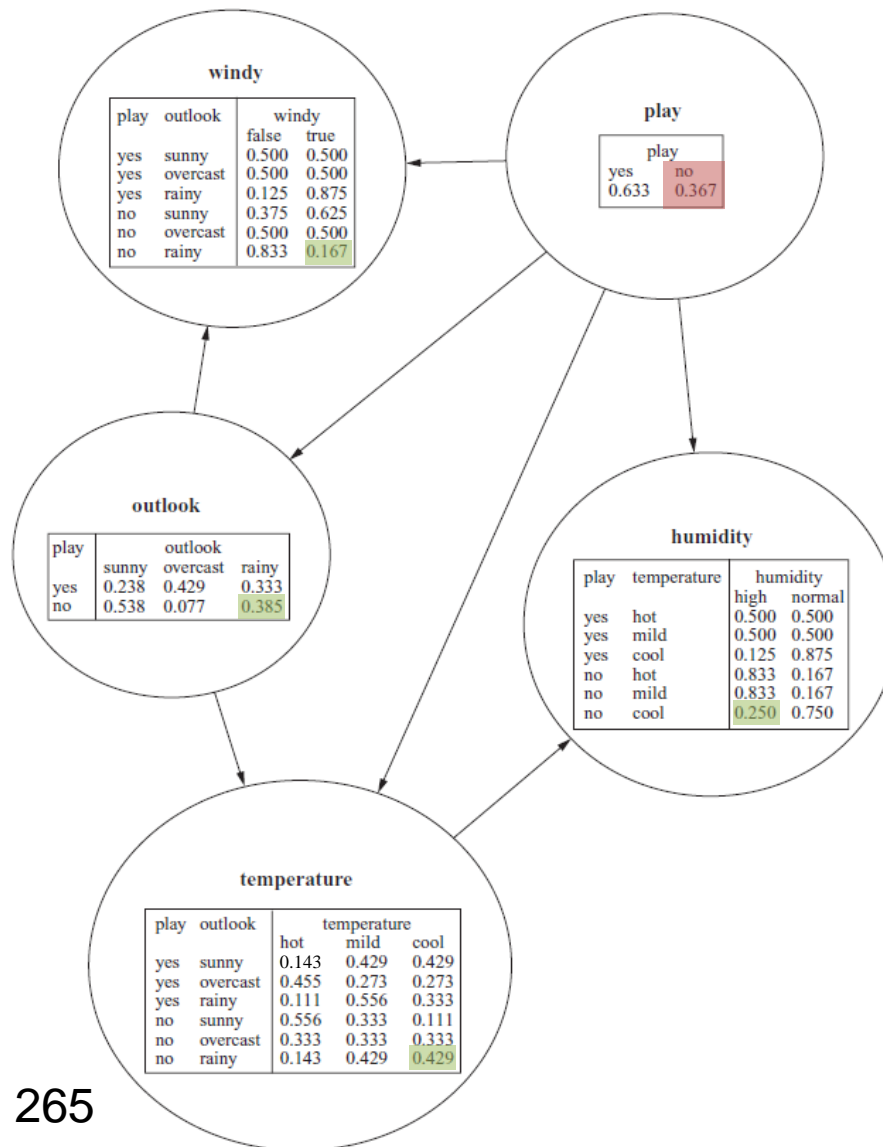 windy
play outlook windy
false true
yes sunny 0.500 0.500
yes overcast 0.500 0.500
yes rainy 0.125 0.875
no sunny 0.375 0.625
no overcast 0.500 0.500
no rainy 0.833 0.167
play
play
yes no
0.633 0.367
outlook
play outlook
sunny overcast rainy
yes 0.238 0.429 0.333
no 0.538 0.077 0.385
humidity
play temperature humidity
high normal
yes hot 0.500 0.500
yes mild 0.500 0.500
yes cool 0.125 0.875
no hot 0.833 0.167
no mild 0.833 0.167
no cool 0.250 0.750
temperature
play outlook temperature
hot mild cool
yes sunny 0.143 0.429 0.429
yes overcast 0.455 0.273 0.273
yes rainy 0.111 0.556 0.333
no sunny 0.556 0.333 0.111
no overcast 0.333 0.333 0.333
no rainy 0.143 0.429 0.429
265